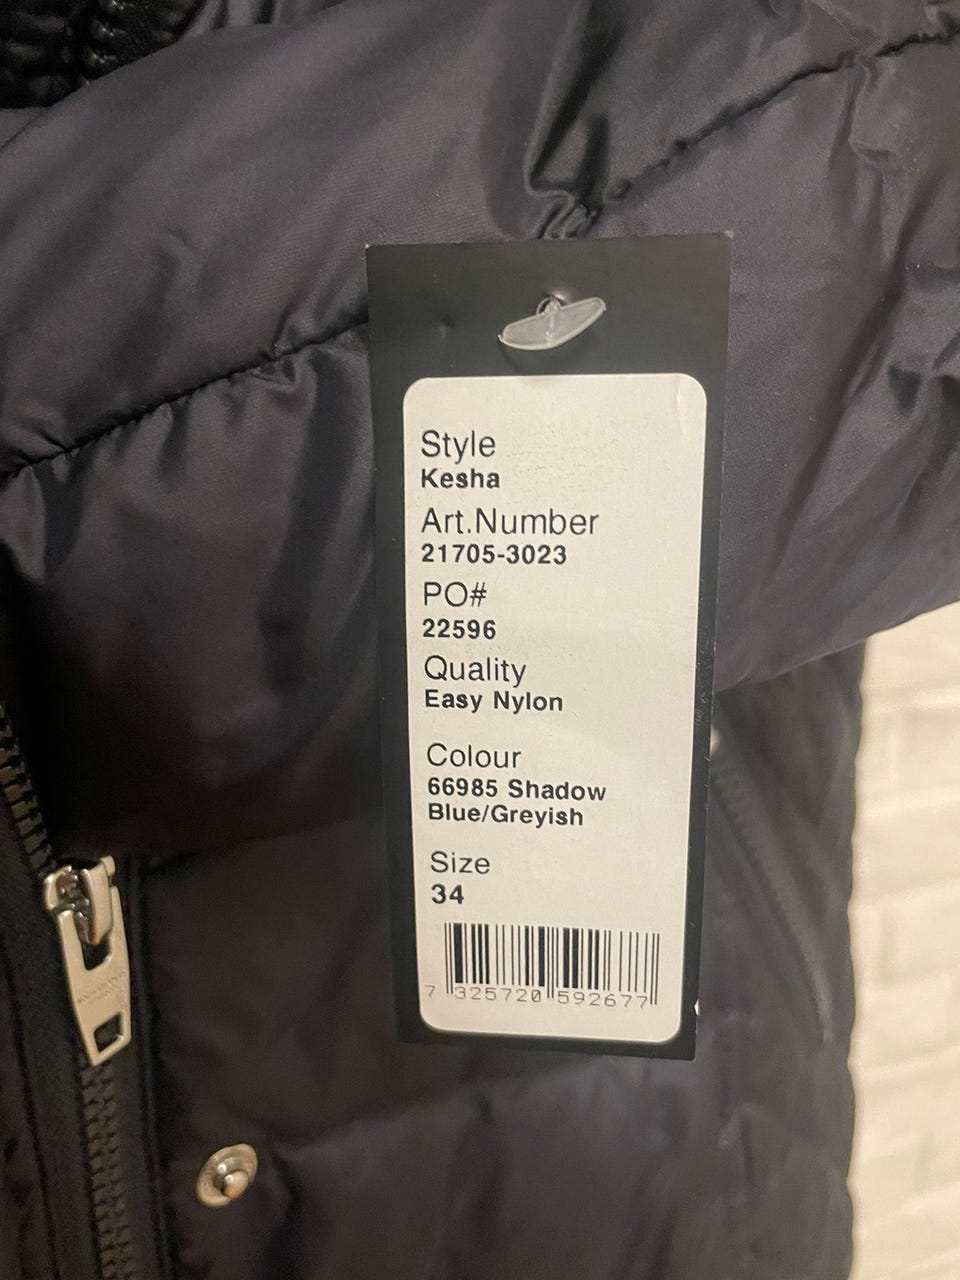 Style
Kesha
Art.Number
21705-3023
PO#
22596
Quality
Easy Nylon
Colour
66985 Shadow
Blue/Greyish
Size
34
7 325720 592677